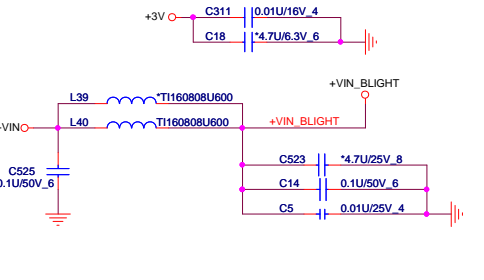 +3V
C311 0.01U/16V_4
C18 *4.7U/6.3V_6
+VIN_BLIGHT
L39 *TI160808U600
L40 TI160808U600
+VIN_BLIGHT
VIN
C523 *4.7U/25V_8
C525
0.1U/50V_6
C14 0.1U/50V_6
C5 0.01U/25V_4